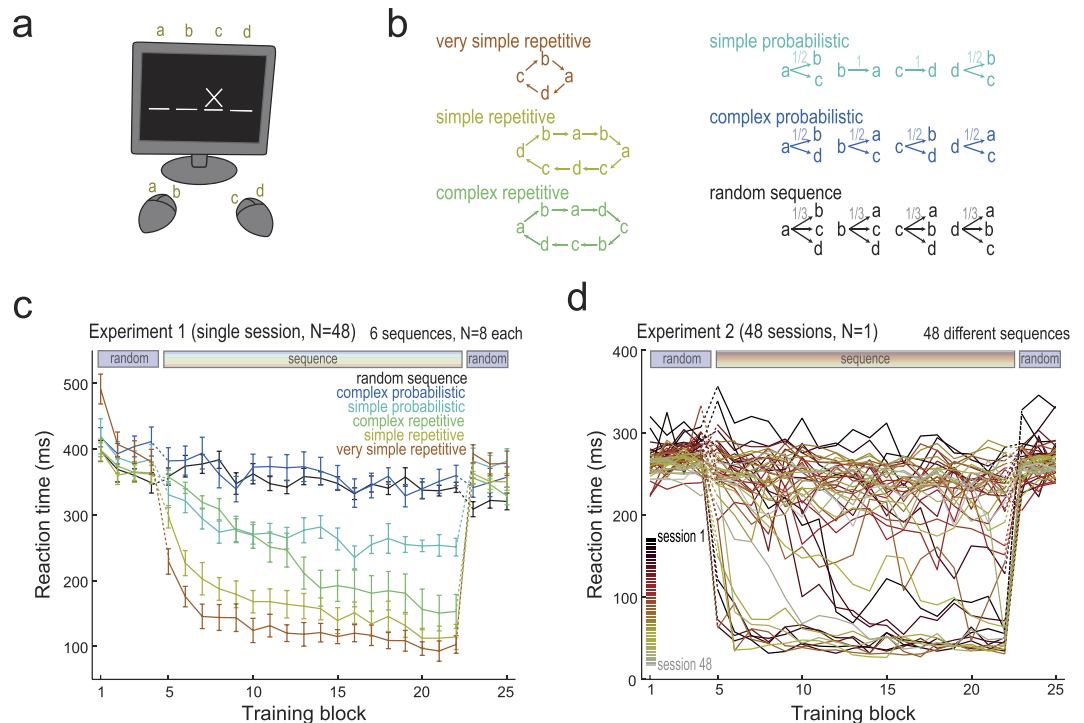 a
a b c d
X
a b c d
b
very simple repetitive
b
c a
d
simple repetitive
b a b
d a
c d c
complex repetitive
b a d
a c
d c b
simple probabilistic
1/2 1 1 1/2
a b c b a c d d b c
complex probabilistic
1/2 1/2 1/2 1/2
a b d b a c c b d d a c
random sequence
1/3 1/3 1/3 1/3
a b c d b a c d c a b d d a b c
c
Experiment 1 (single session, N=48) 6 sequences, N=8 each
random sequence random
random sequence
complex probabilistic
simple probabilistic
complex repetitive
simple repetitive
very simple repetitive
Reaction time (ms)
500
400
300
200
100
1 5 10 15 20 25
Training block
d
Experiment 2 (48 sessions, N=1) 48 different sequences
random sequence random
Reaction time (ms)
400
300
200
100
0
session 1
session 48
1 5 10 15 20 25
Training block